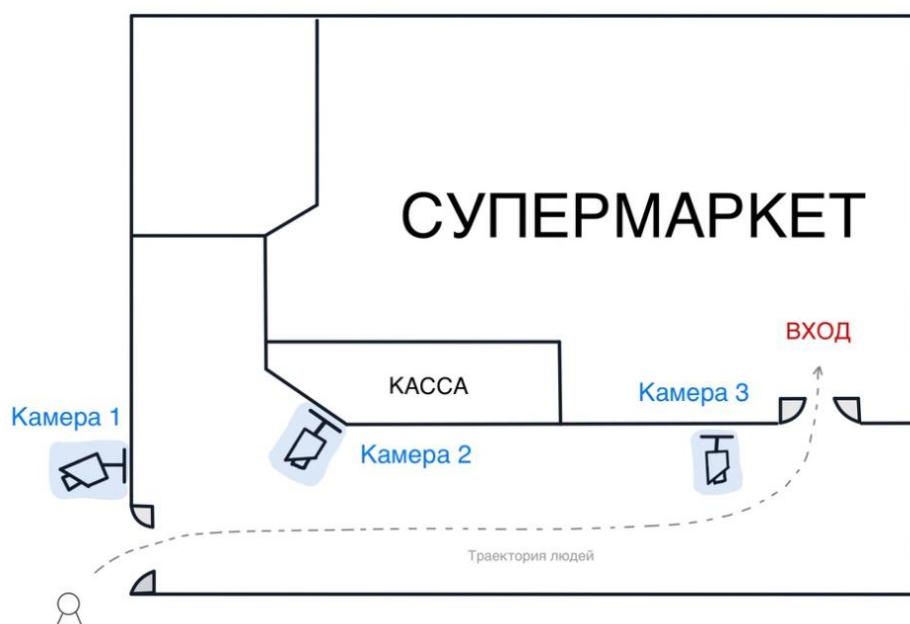 СУПЕРМАРКЕТ
ВХОД
КАССА
Камера 3
Камера 1
Камера 2
Траектория людей